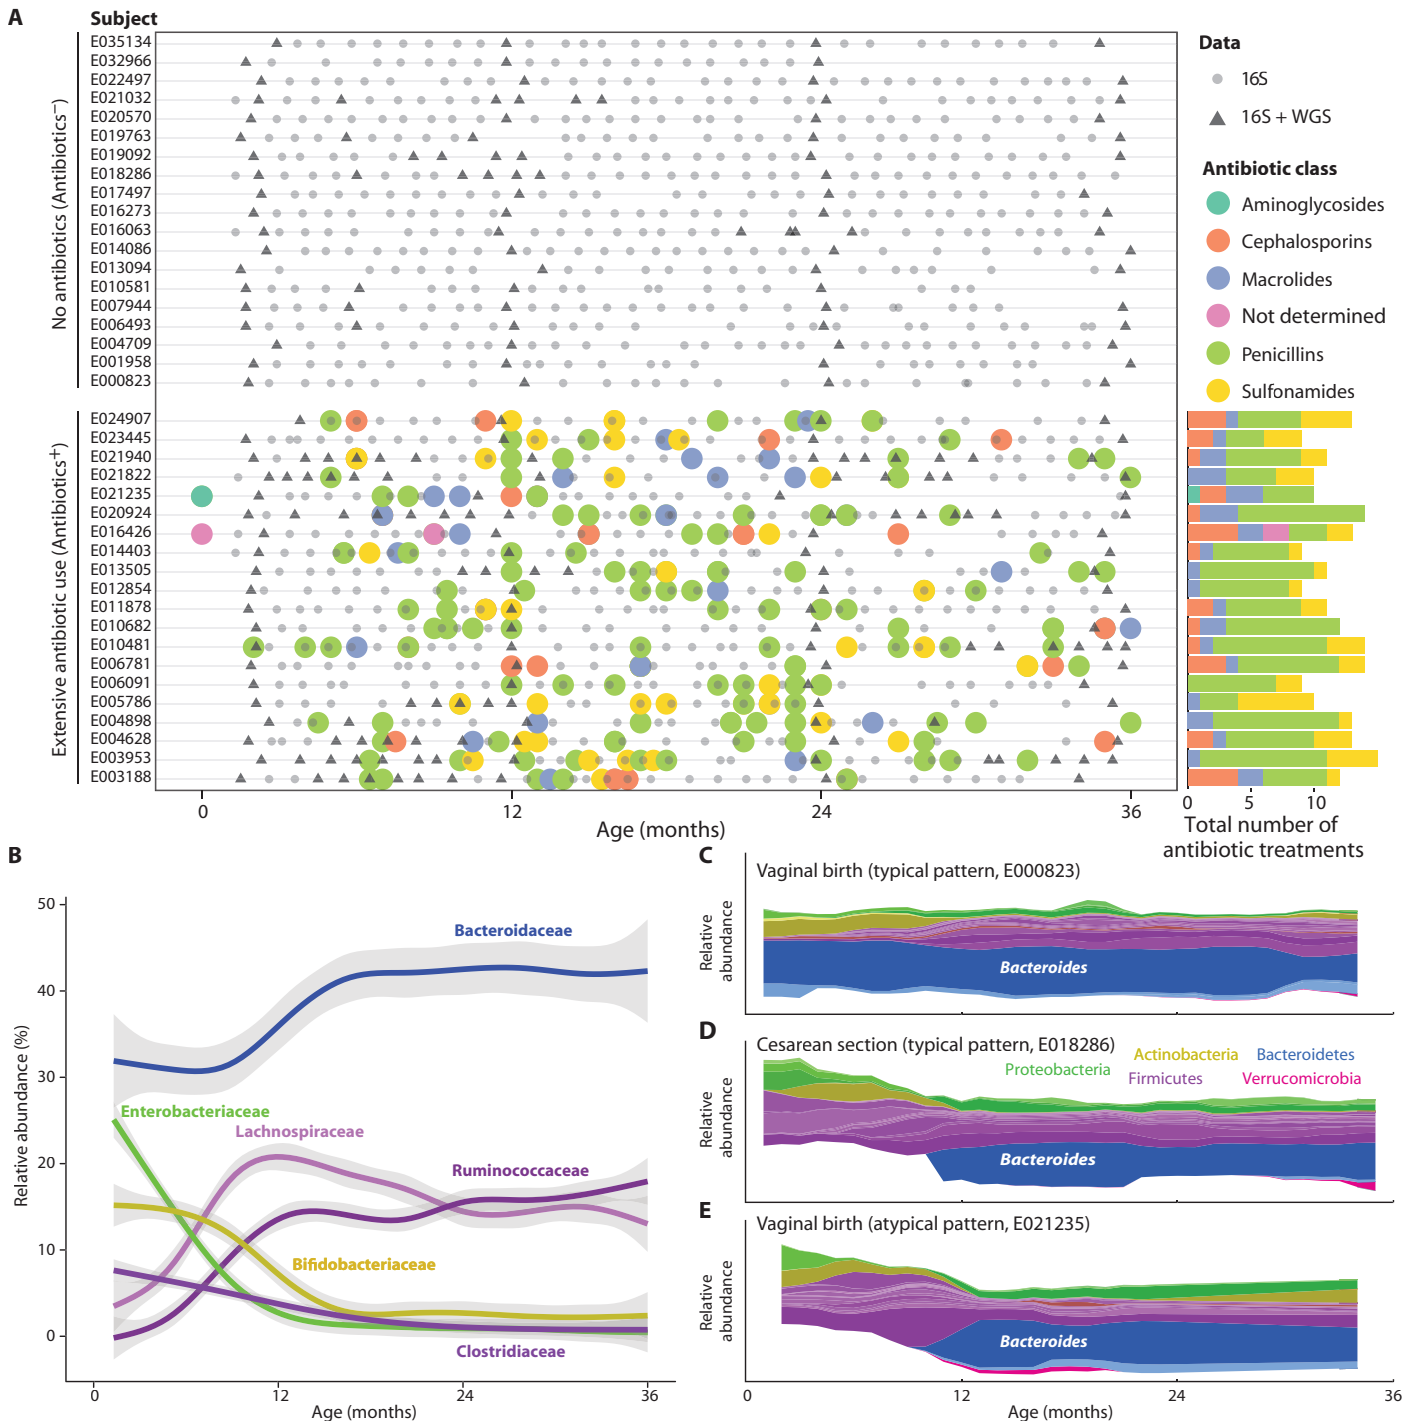 A
Subject
E035134
E032966
E022497
E021032
E020570
E019763
E019092
E018286
E017497
E016273
E016063
E014086
E013094
E010581
E007944
E006493
E004709
E001958
E000823
No antibiotics (Antibiotics⁻)
E024907
E023445
E021940
E021822
E021235
E020924
E016426
E014403
E013505
E012854
E011878
E010682
E010481
E006781
E006091
E005786
E004898
E004628
E003953
E003188
Extensive antibiotic use (Antibiotics⁺)
0 12 24 36
Age (months)
Data
16S
16S + WGS
Antibiotic class
Aminoglycosides
Cephalosporins
Macrolides
Not determined
Penicillins
Sulfonamides
0 5 10
Total number of
antibiotic treatments
B
50
40
30
20
10
0
Relative abundance (%)
Bacteroidaceae
Enterobacteriaceae
Lachnospiraceae
Ruminococcaceae
Bifidobacteriaceae
Clostridiaceae
0 12 24 36
Age (months)
C
Vaginal birth (typical pattern, E000823)
Relative
abundance
Bacteroides
36
D
Cesarean section (typical pattern, E018286)
Actinobacteria Bacteroidetes
Proteobacteria
Firmicutes Verrucomicrobia
Relative
abundance
Bacteroides
12 24 36
E
Vaginal birth (atypical pattern, E021235)
Relative
abundance
Bacteroides
0 12 24 36
Age (months)